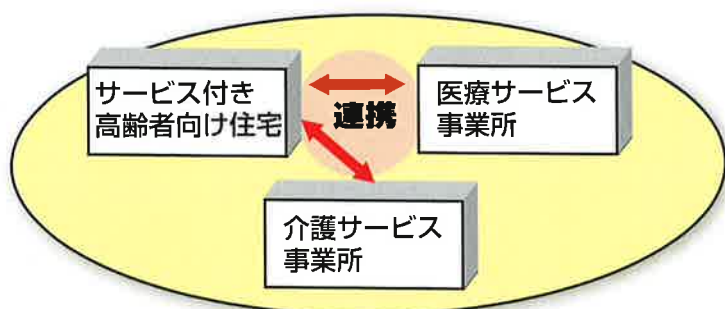 サービス付き
高齢者向け住宅
連携
医療サービス
事業所
介護サービス
事業所